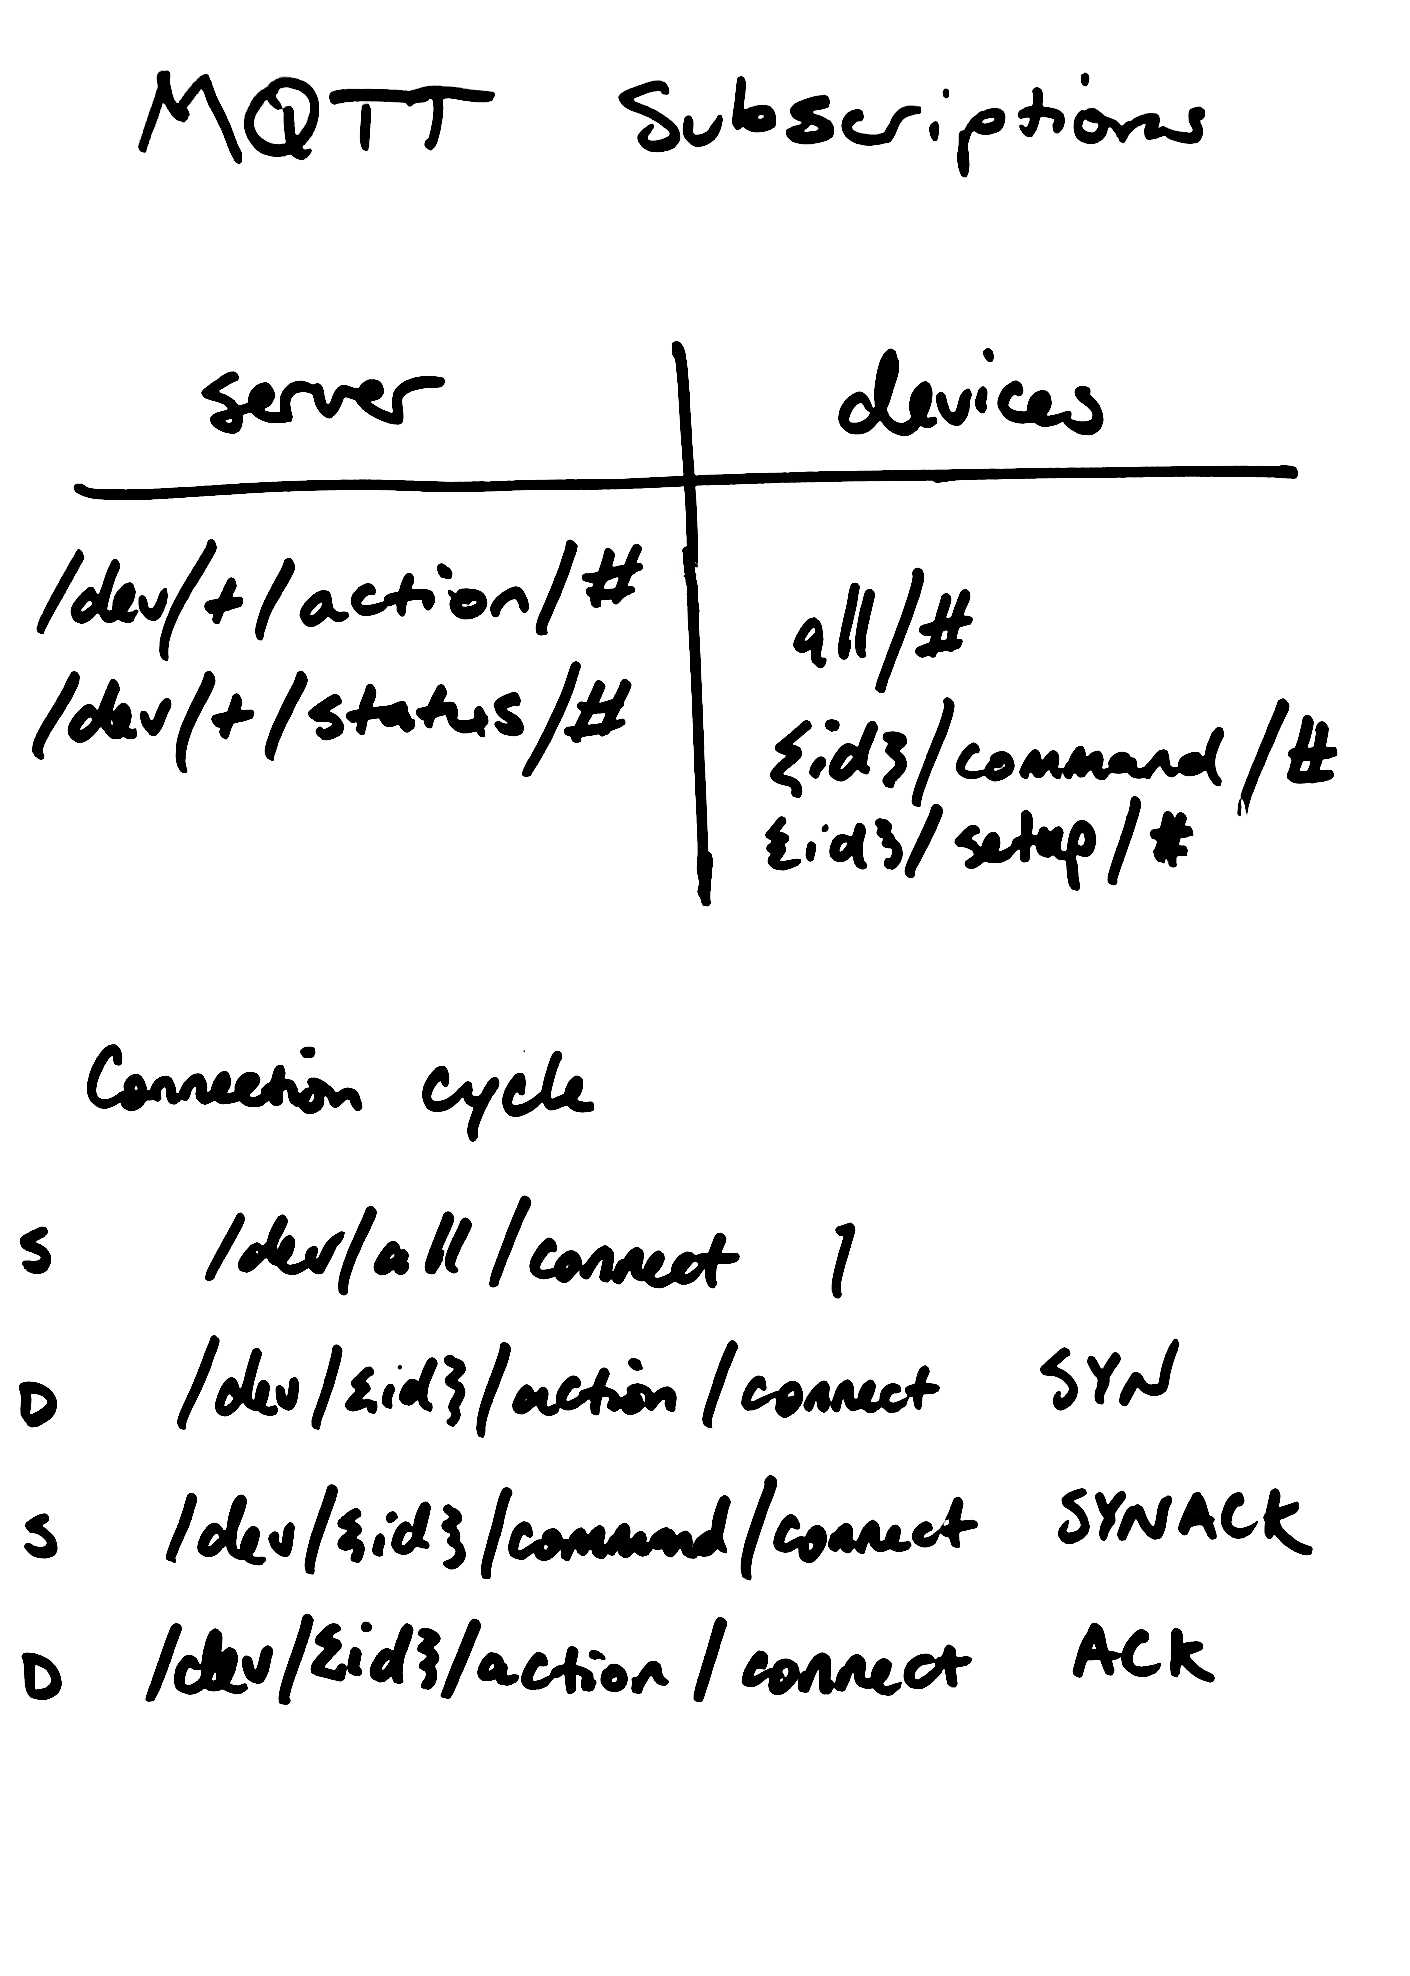 MQTT Subscriptions
server devices
/dev/+/action/#
/dev/+/status/#
all/#
{id}/command/#
{id}/setup/#
Connection cycle
S /dev/all/connect 1
D /dev/{id}/action/connect SYN
S /dev/{id}/command/connect SYNACK
D /dev/{id}/action/connect ACK